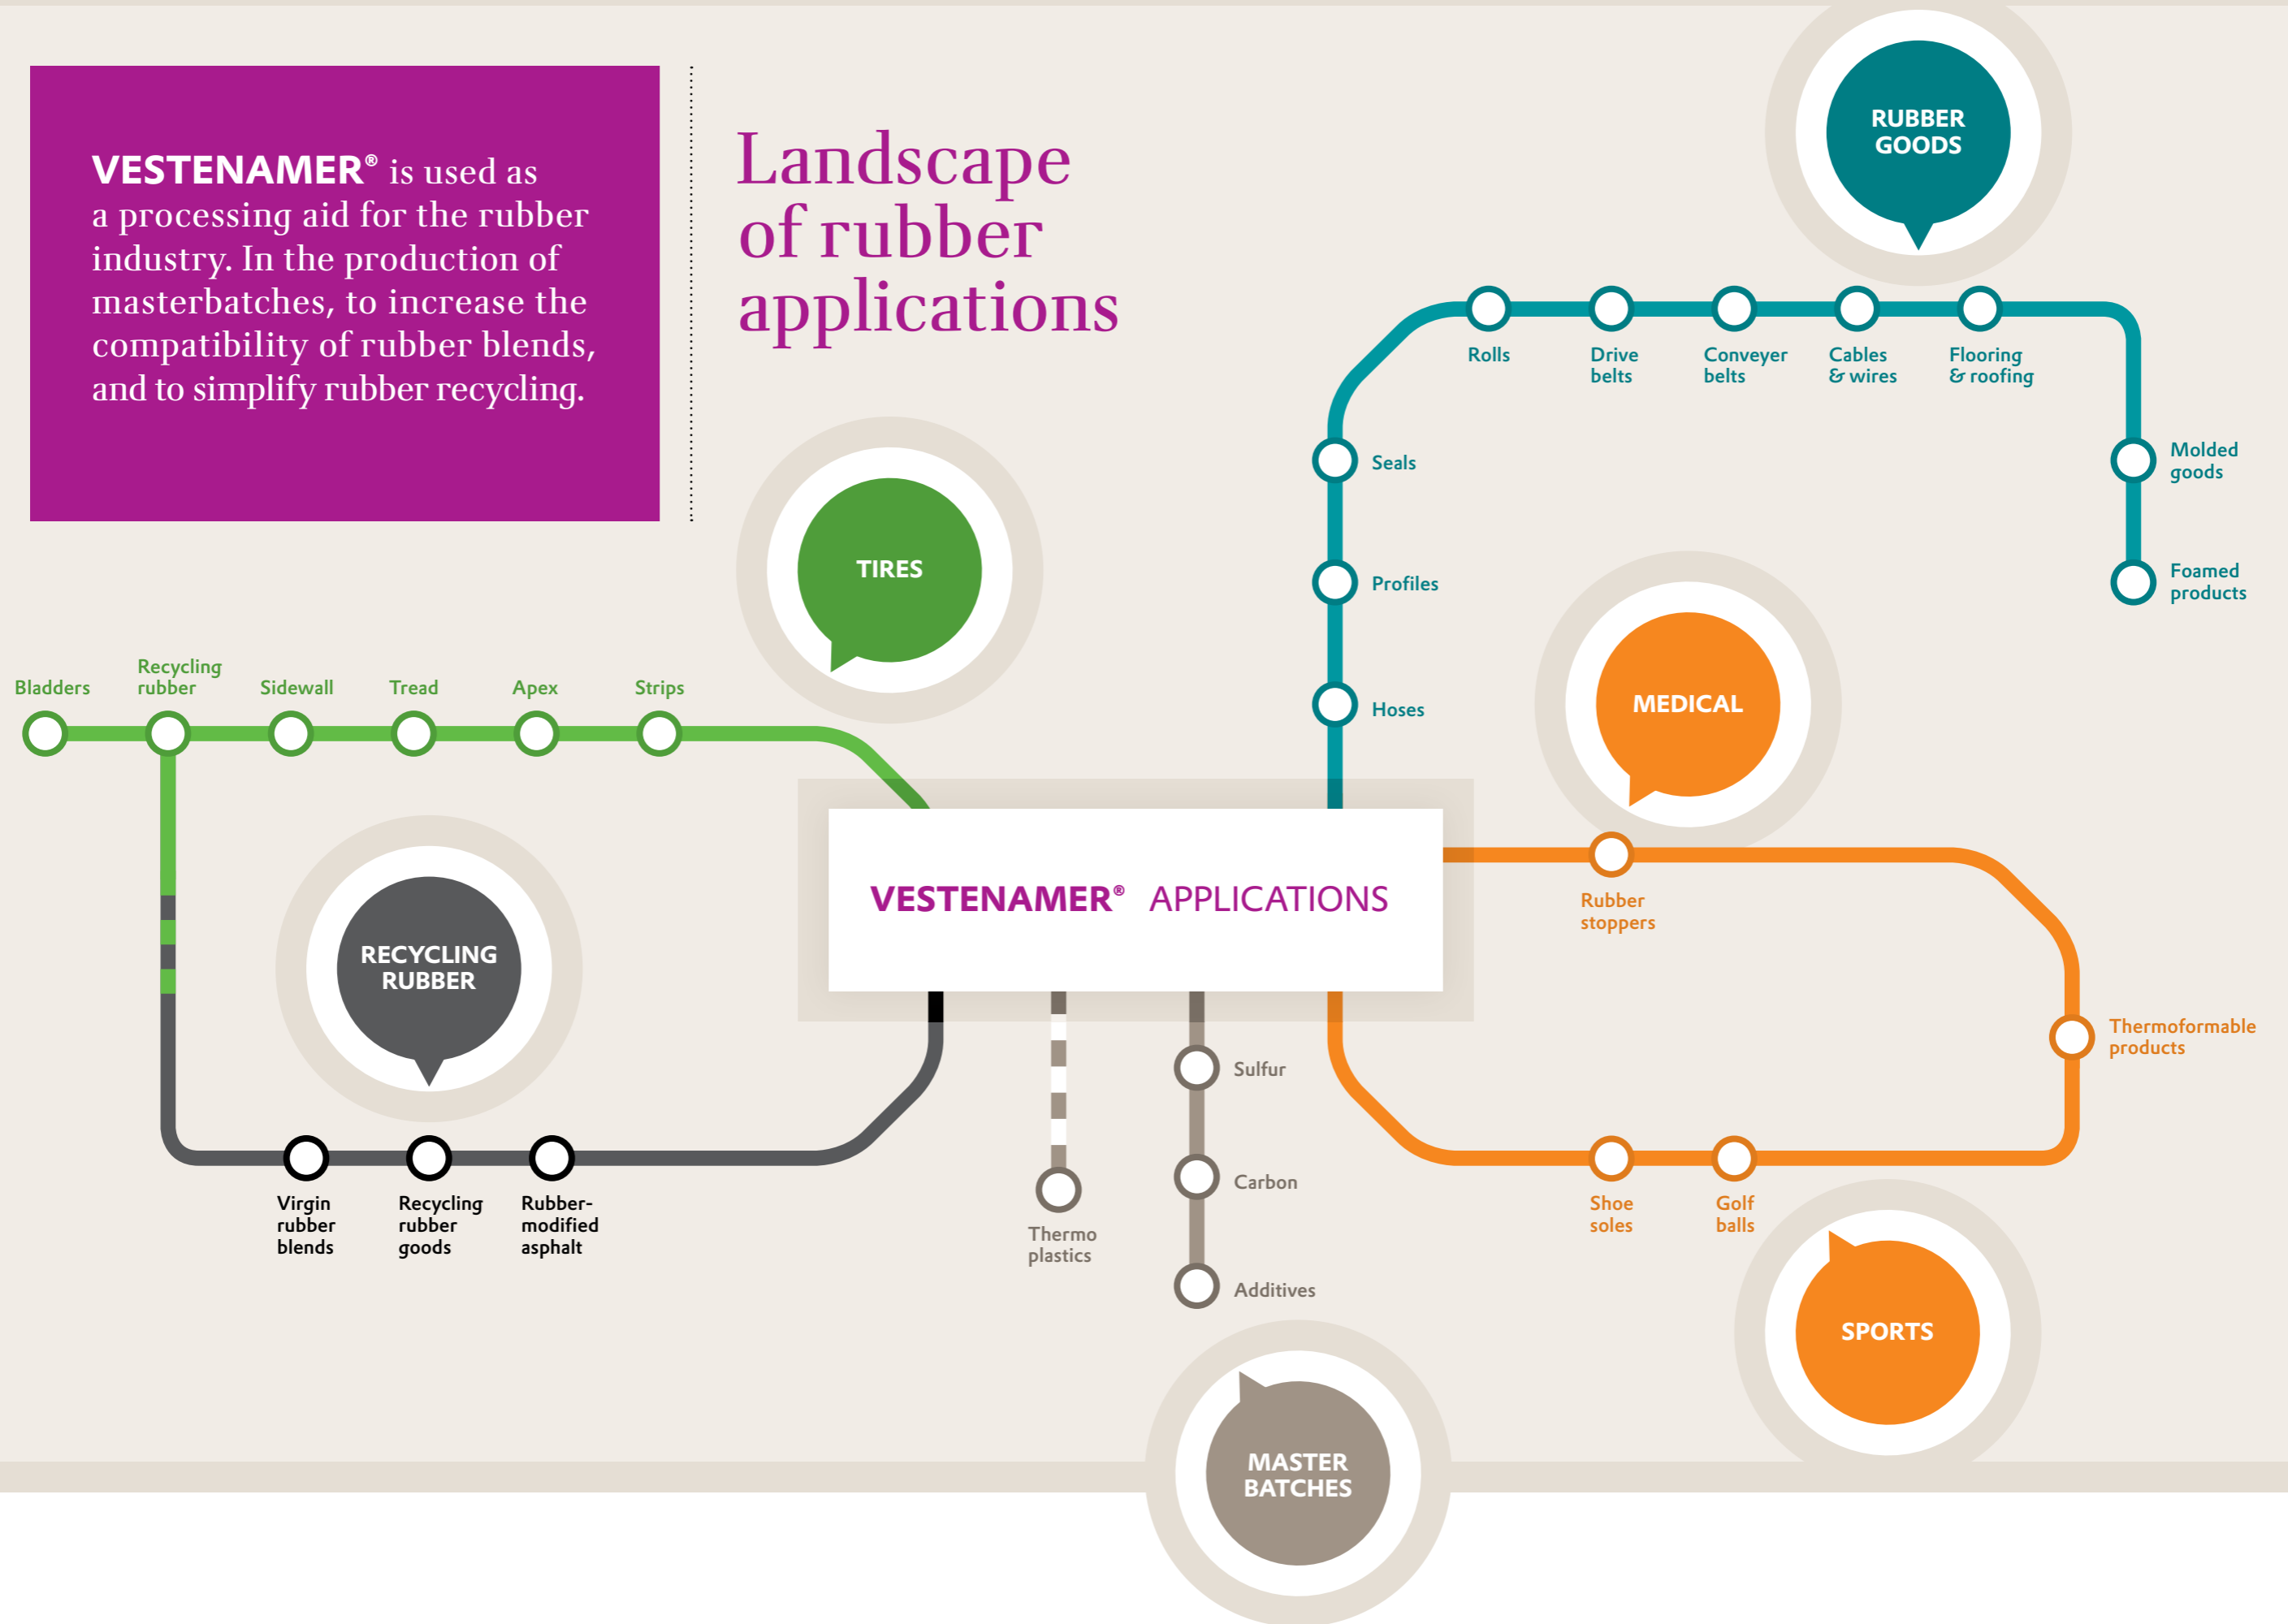 VESTENAMER® is used as
a processing aid for the rubber
industry. In the production of
masterbatches, to increase the
compatibility of rubber blends,
and to simplify rubber recycling.
Landscape
of rubber
applications
RUBBER
GOODS
Rolls
Drive
belts
Conveyer
belts
Cables
& wires
Flooring
& roofing
Seals
Molded
goods
Profiles
Foamed
products
Hoses
TIRES
MEDICAL
Bladders
Recycling
rubber
Sidewall
Tread
Apex
Strips
VESTENAMER® APPLICATIONS
Rubber
stoppers
RECYCLING
RUBBER
Thermoformable
products
Sulfur
Carbon
Additives
Thermo
plastics
Virgin
rubber
blends
Recycling
rubber
goods
Rubber-
modified
asphalt
Shoe
soles
Golf
balls
SPORTS
MASTER
BATCHES